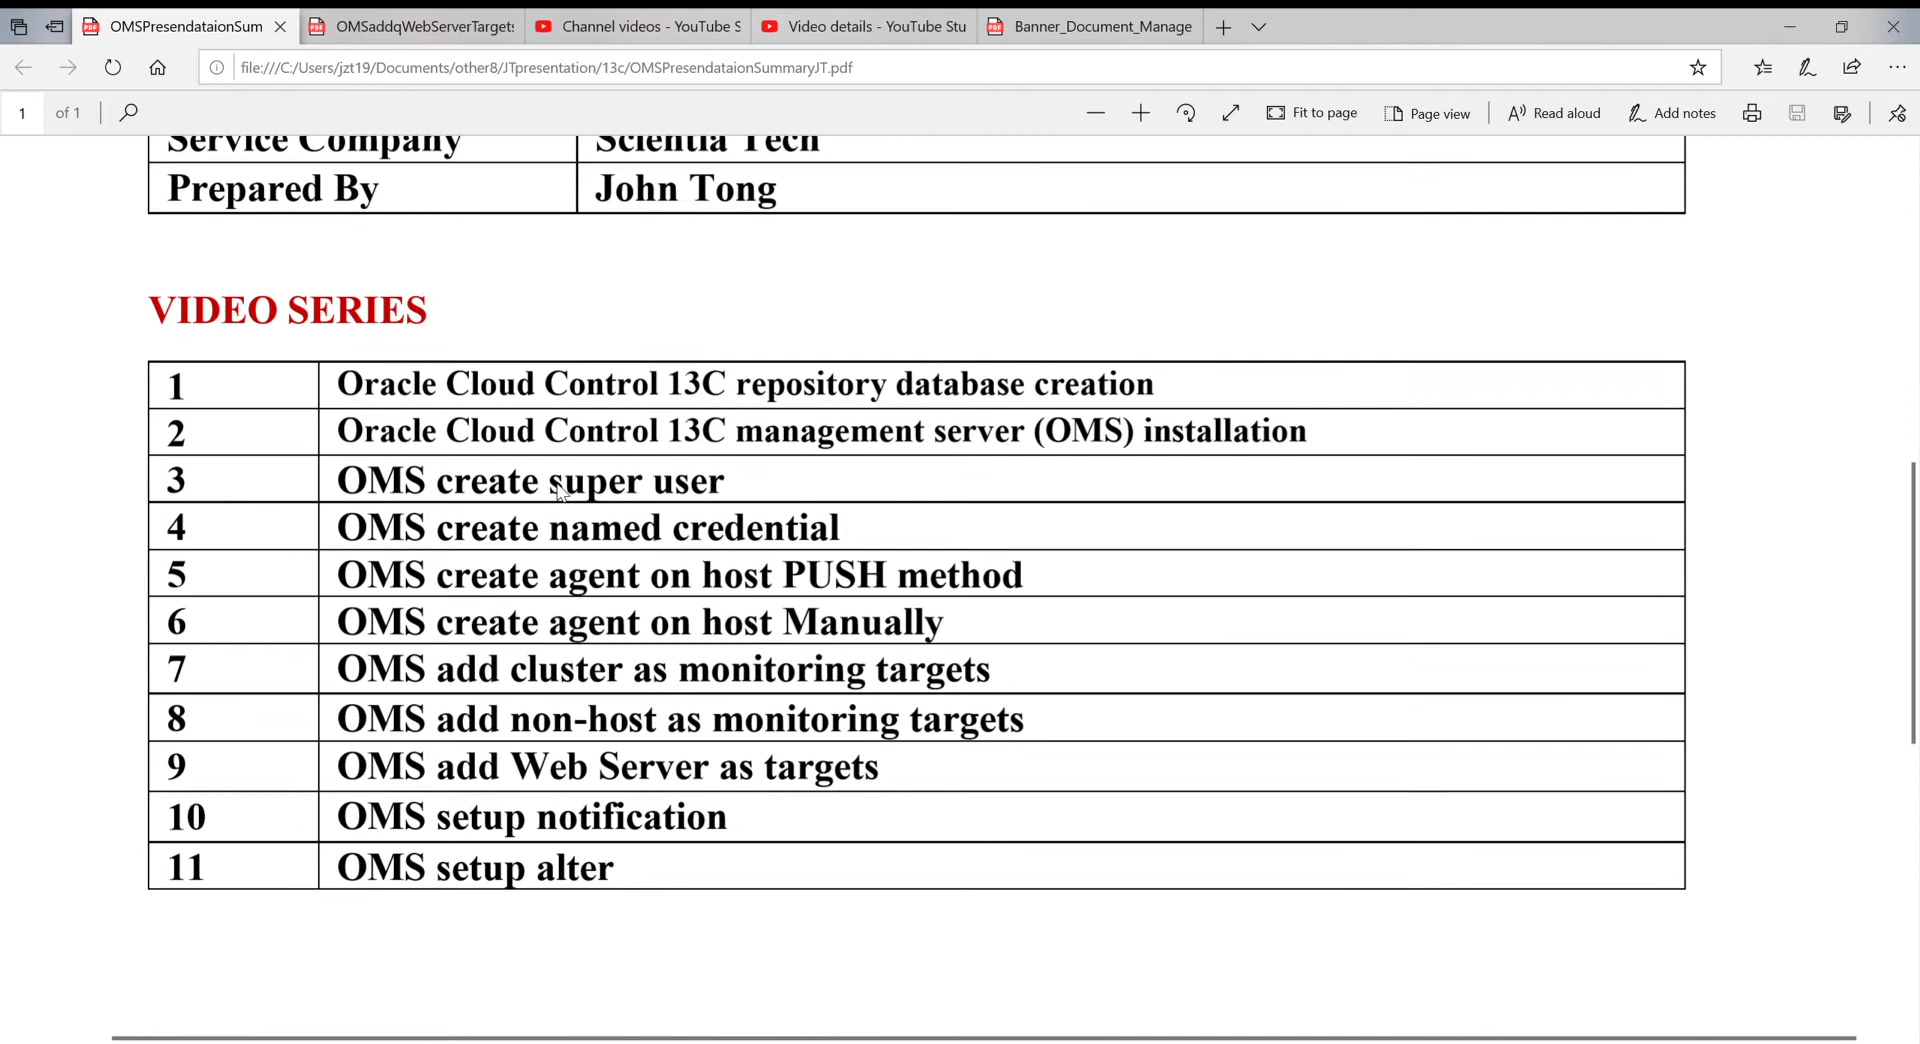 OMSPresendataionSum
OMSaddqWebServerTargets
Channel videos - YouTube S
Video details - YouTube Stu
Banner_Document_Manage
file:///C:/Users/jzt19/Documents/other8/JTpresentation/13c/OMSPresendataionSummaryJT.pdf
1 of 1
Fit to page
Page view
Read aloud
Add notes
Service Company Scientia Tech
Prepared By John Tong
VIDEO SERIES
1 Oracle Cloud Control 13C repository database creation
2 Oracle Cloud Control 13C management server (OMS) installation
3 OMS create super user
4 OMS create named credential
5 OMS create agent on host PUSH method
6 OMS create agent on host Manually
7 OMS add cluster as monitoring targets
8 OMS add non-host as monitoring targets
9 OMS add Web Server as targets
10 OMS setup notification
11 OMS setup alter